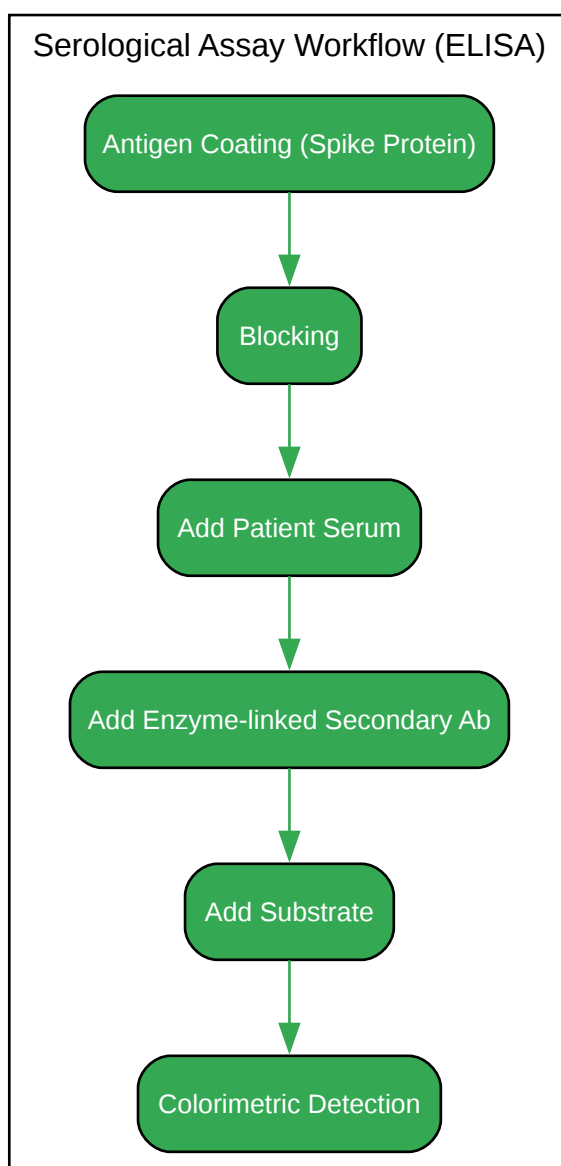 Serological Assay Workflow (ELISA)
Antigen Coating (Spike Protein)
Blocking
Add Patient Serum
Add Enzyme-linked Secondary Ab
Add Substrate
Colorimetric Detection